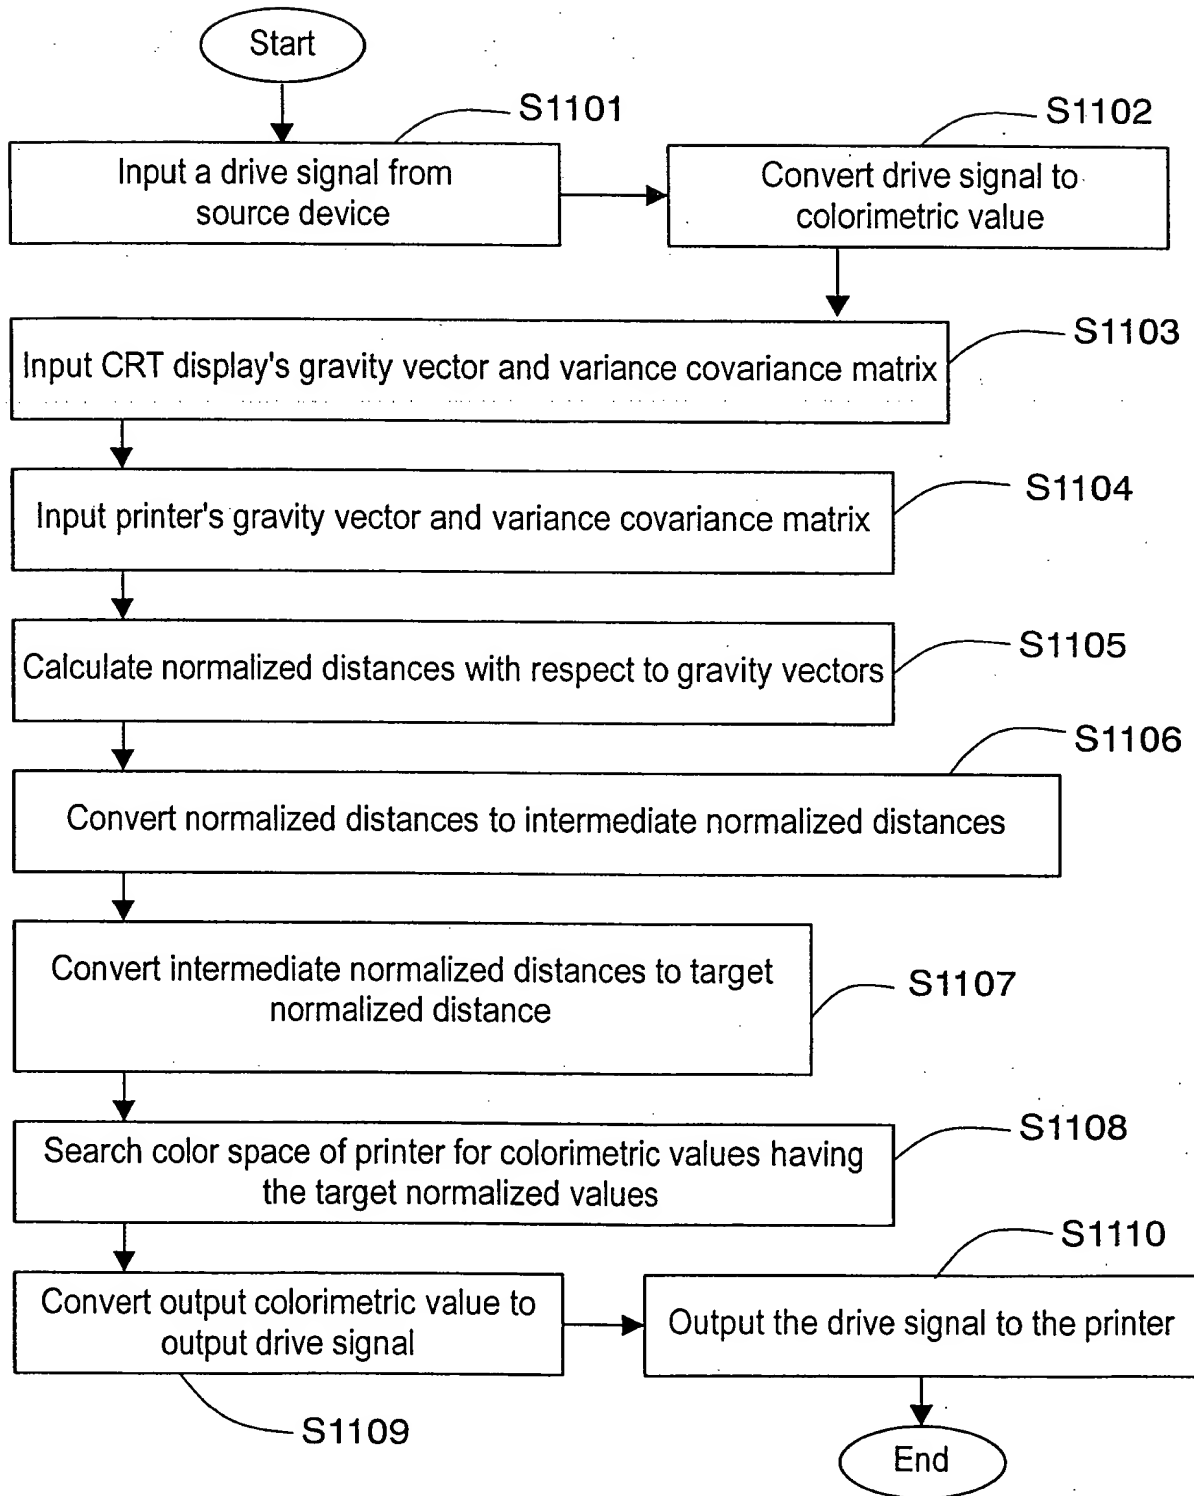 Start
S1101
Input a drive signal from
source device
S1102
Convert drive signal to
colorimetric value
S1103
Input CRT display's gravity vector and variance covariance matrix
S1104
Input printer's gravity vector and variance covariance matrix
S1105
Calculate normalized distances with respect to gravity vectors
S1106
Convert normalized distances to intermediate normalized distances
Convert intermediate normalized distances to target
normalized distance
S1107
S1108
Search color space of printer for colorimetric values having
the target normalized values
S1110
Convert output colorimetric value to
output drive signal
Output the drive signal to the printer
S1109
End